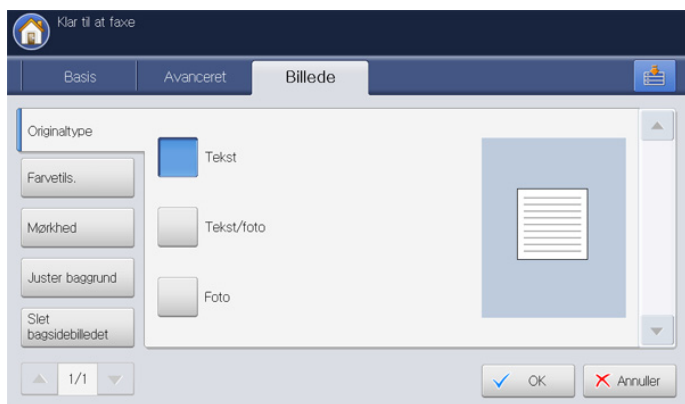 Klar til at faxe
Basis
Avanceret
Billede
Originaltype
Farvetils.
Mørkhed
Juster baggrund
Slet
bagsidebilledet
Tekst
Tekst/foto
Foto
1/1
OK
Annuller